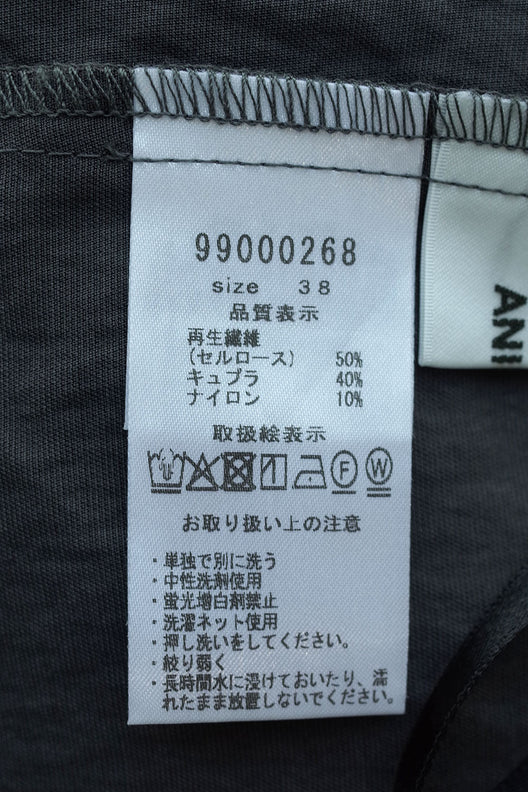 99000268
size 38
品質表示
再生繊維
(セルロース) 50%
キュプラ 40%
ナイロン 10%
取扱絵表示
F W
お取り扱い上の注意
・単独で別に洗う
・中性洗剤使用
・蛍光増白剤禁止
・洗濯ネット使用
・押し洗いをしてください。
・絞り弱く
・長時間水に浸けておいたり、濡
れたまま放置しないでください。
ANI